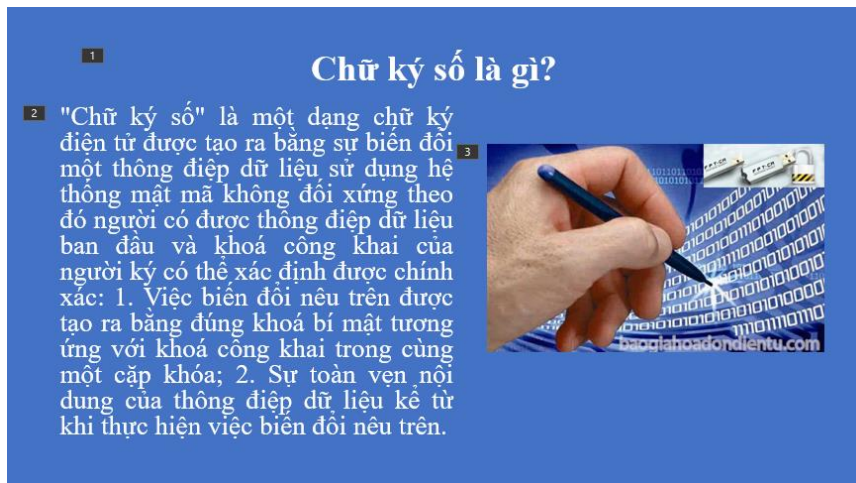 1
Chữ ký số là gì?
2
"Chữ ký số" là một dạng chữ ký
điện tử được tạo ra bằng sự biến đổi
một thông điệp dữ liệu sử dụng hệ
thống mật mã không đối xứng theo
đó người có được thông điệp dữ liệu
ban đầu và khoá công khai của
người ký có thể xác định được chính
xác: 1. Việc biến đổi nêu trên được
tạo ra bằng đúng khoá bí mật tương
ứng với khoá công khai trong cùng
một cặp khóa; 2. Sự toàn vẹn nội
dung của thông điệp dữ liệu kể từ
khi thực hiện việc biến đổi nêu trên.
3
baogiahoadondientu.com